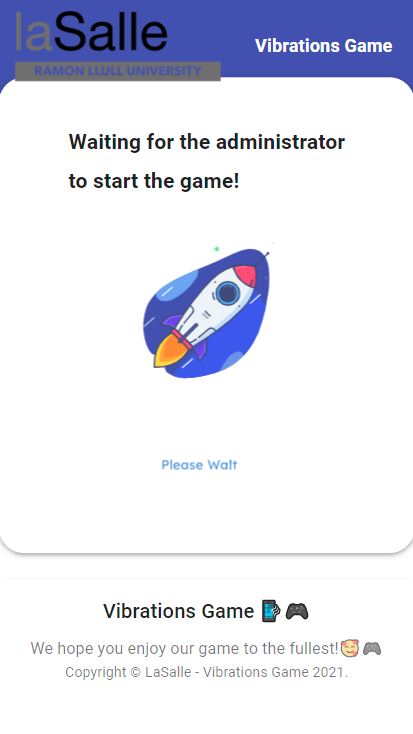 laSalle
RAMON LLULL UNIVERSITY
Vibrations Game
Waiting for the administrator
to start the game!
Please Wait
Vibrations Game 📲🎮
We hope you enjoy our game to the fullest!🥰🎮
Copyright © LaSalle - Vibrations Game 2021.